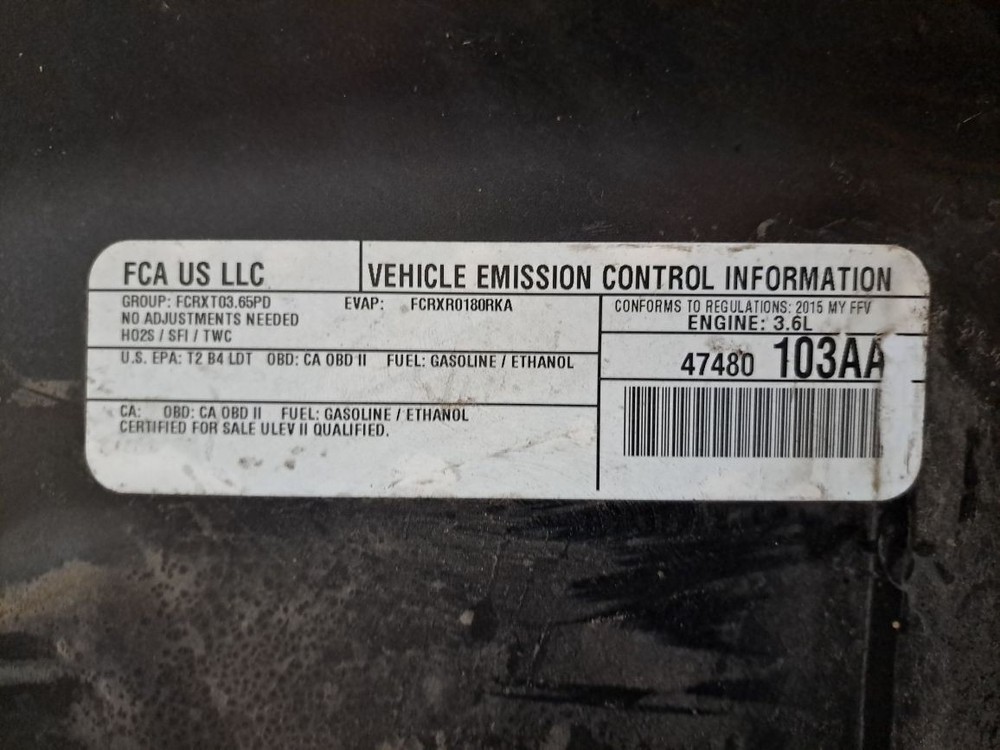 FCA US LLC
VEHICLE EMISSION CONTROL INFORMATION
GROUP: FCRXT03.65PD EVAP: FCRXR0180RKA
NO ADJUSTMENTS NEEDED
HO2S / SFI / TWC
CONFORMS TO REGULATIONS: 2015 MY FFV
ENGINE: 3.6L
U.S. EPA: T2 B4 LDT OBD: CA OBD II FUEL: GASOLINE / ETHANOL
47480 103AA
CA: OBD: CA OBD II FUEL: GASOLINE / ETHANOL
CERTIFIED FOR SALE ULEV II QUALIFIED.